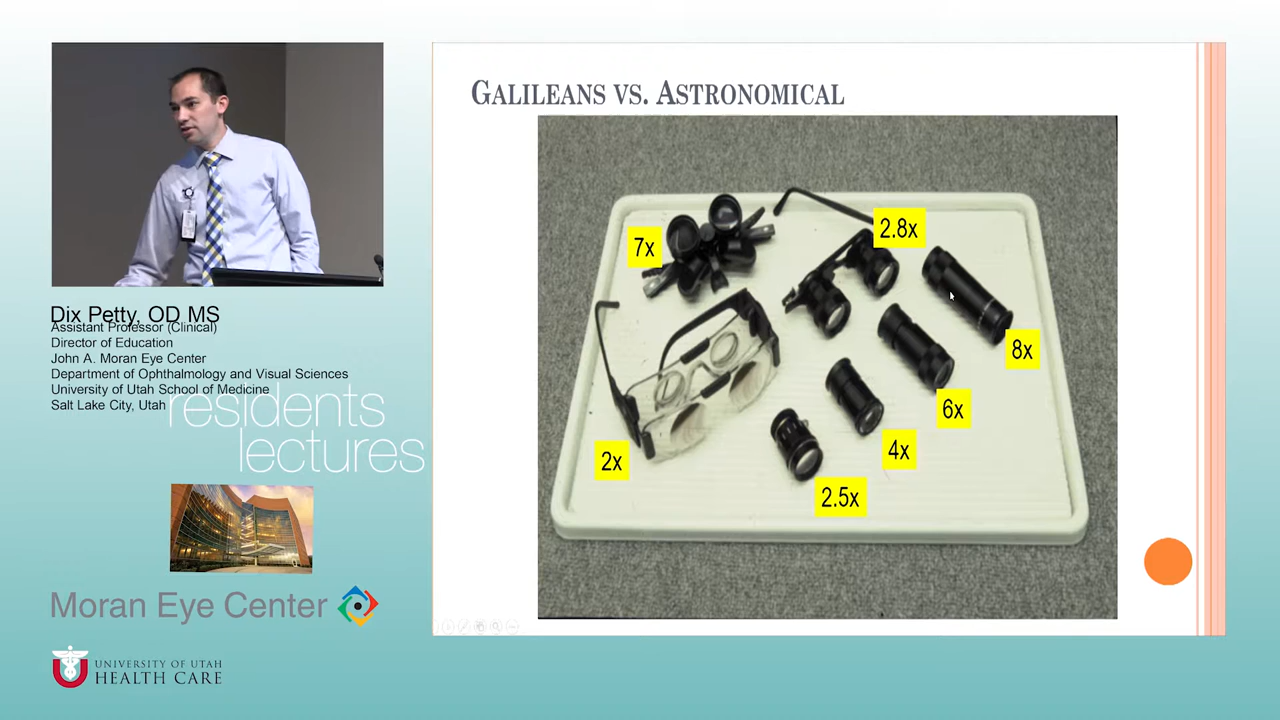 GALILEANS VS. ASTRONOMICAL
7x
2.8x
8x
6x
2x
4x
2.5x
Dix Petty, OD MS
Assistant Professor (Clinical)
Director of Education
John A. Moran Eye Center
Department of Ophthalmology and Visual Sciences
University of Utah School of Medicine
Salt Lake City, Utah
residents
lectures
Moran Eye Center
UNIVERSITY OF UTAH
HEALTH CARE